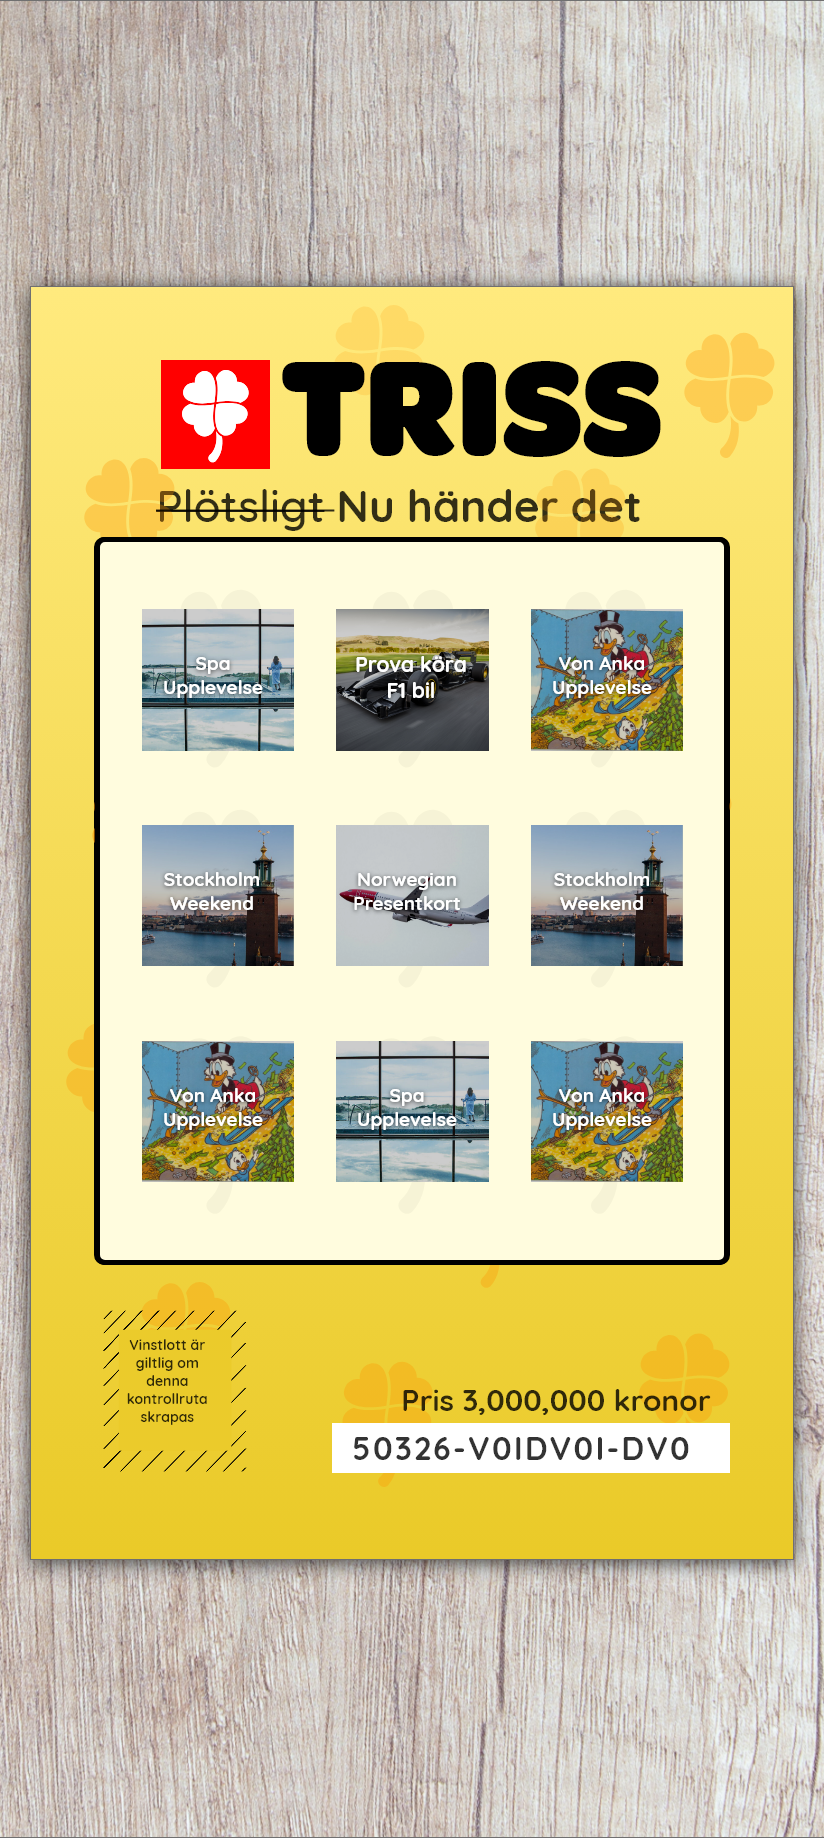 TRISS
Plötsligt Nu händer det
Spa
Upplevelse
Prova köra
F1 bil
Von Anka
Upplevelse
Stockholm
Weekend
Norwegian
Presentkort
Stockholm
Weekend
Von Anka
Upplevelse
Spa
Upplevelse
Von Anka
Upplevelse
Vinstlott är
giltlig om
denna
kontrollruta
skrapas
Pris 3,000,000 kronor
50326-V0IDV0I-DV0